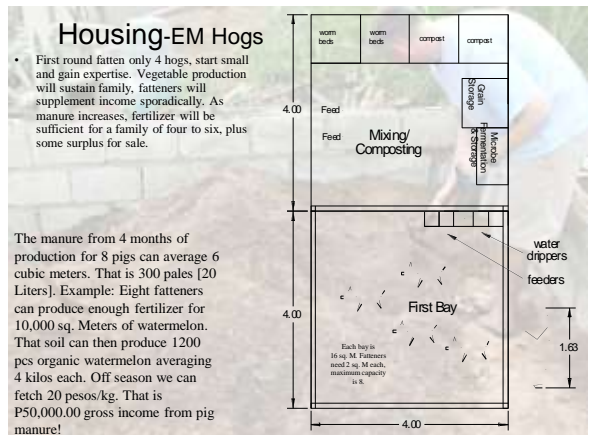 Housing-EM Hogs
• First round fatten only 4 hogs, start small
and gain expertise. Vegetable production
will sustain family, fatteners will
supplement income sporadically. As
manure increases, fertilizer will be
sufficient for a family of four to six, plus
some surplus for sale.
The manure from 4 months of
production for 8 pigs can average 6
cubic meters. That is 300 pales [20
Liters]. Example: Eight fatteners
can produce enough fertilizer for
10,000 sq. Meters of watermelon.
That soil can then produce 1200
pcs organic watermelon averaging
4 kilos each. Off season we can
fetch 20 pesos/kg. That is
P50,000.00 gross income from pig
manure!
worm
beds
worm
beds
compost
compost
4.00
Feed
Feed
Mixing/
Composting
Grain
Storage
Microbe
Fermentation
& Storage
water
drippers
feeders
4.00
First Bay
Each bay is
16 sq. M. Fatteners
need 2 sq. M each,
maximum capacity
is 8.
1.63
4.00